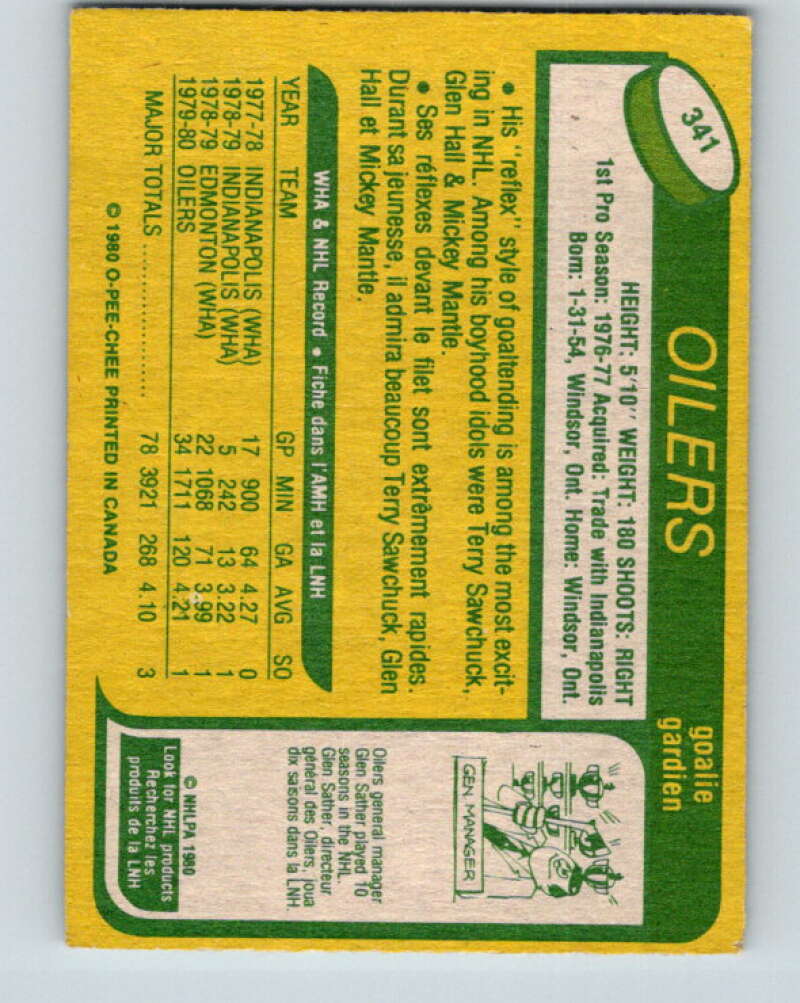 341
OILERS
goalie
gardien
HEIGHT: 5'10" WEIGHT: 180 SHOOTS: RIGHT
1st Pro Season: 1976-77 Acquired: Trade with Indianapolis
Born: 1-31-54, Windsor, Ont. Home: Windsor, Ont.
• His "reflex" style of goaltending is among the most excit-
ing in NHL. Among his boyhood idols were Terry Sawchuck,
Glen Hall & Mickey Mantle.
• Ses réflexes devant le filet sont extrêmement rapides.
Durant sa jeunesse, il admira beaucoup Terry Sawchuck, Glen
Hall et Mickey Mantle.
WHA & NHL Record • Fiche dans l'AMH et la LNH
YEAR TEAM GP MIN GA AVG SO
1977-78 INDIANAPOLIS (WHA) 17 900 64 4.27 0
1978-79 INDIANAPOLIS (WHA) 5 242 13 3.22 1
1978-79 EDMONTON (WHA) 22 1068 71 3.99 1
1979-80 OILERS 34 1711 120 4.21 1
MAJOR TOTALS .................. 78 3921 268 4.10 3
© 1980 O-PEE-CHEE PRINTED IN CANADA
GEN MANAGER
Oilers general manager
Glen Sather played 10
seasons in the NHL.
Glen Sather, directeur
général des Oilers, joua
dix saisons dans la LNH.
© NHLPA 1980
Look for NHL products
Recherchez les
produits de la LNH